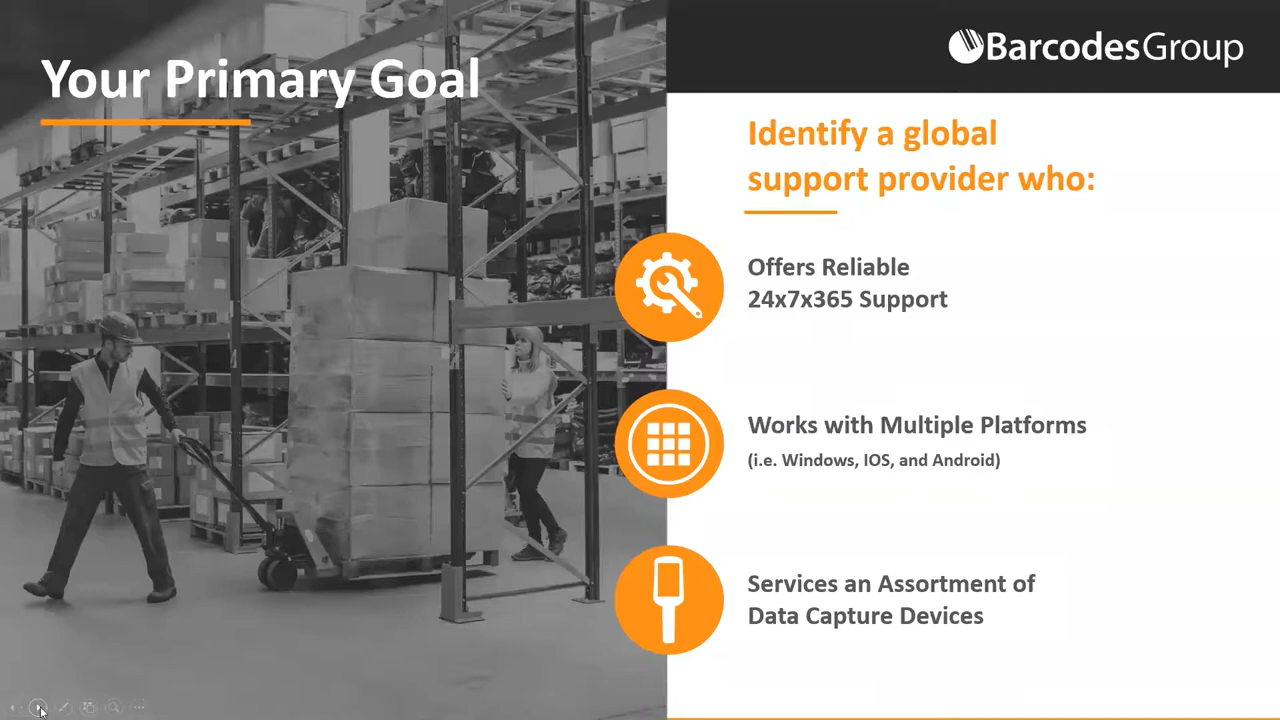 Your Primary Goal
BarcodesGroup
Identify a global
support provider who:
Offers Reliable
24x7x365 Support
Works with Multiple Platforms
(i.e. Windows, IOS, and Android)
Services an Assortment of
Data Capture Devices